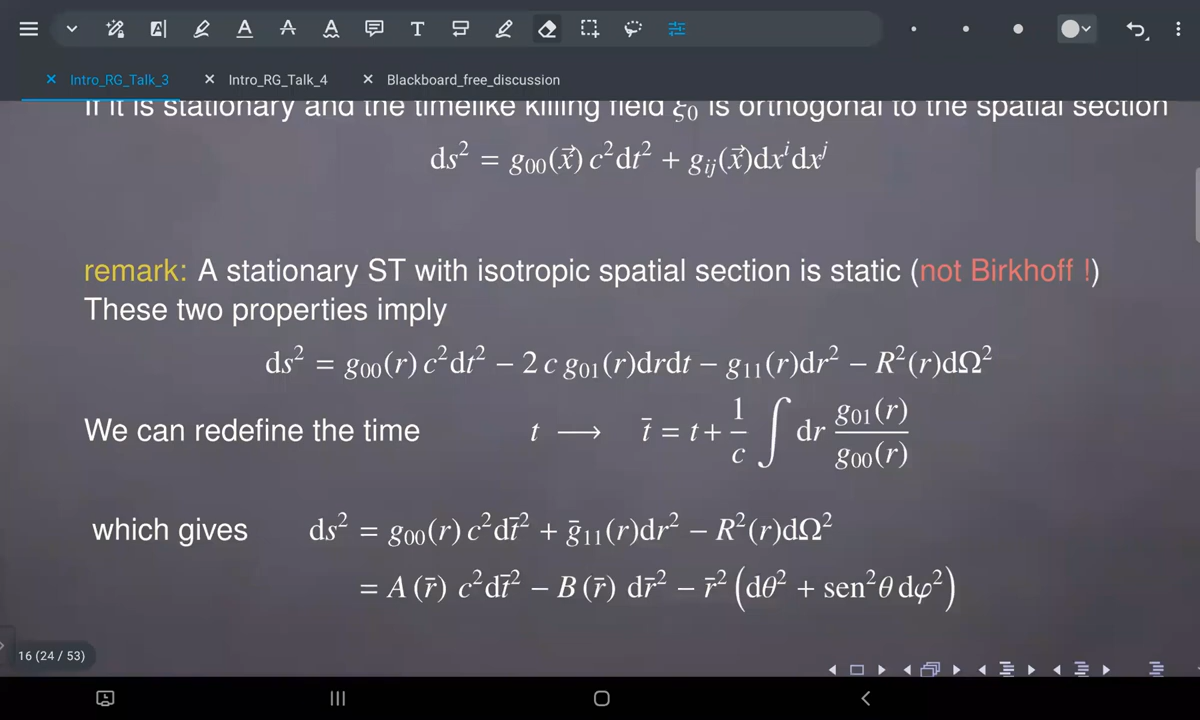 Intro_RG_Talk_3
Intro_RG_Talk_4
Blackboard_free_discussion
If it is stationary and the timelike killing field ξ₀ is orthogonal to the spatial section
ds² = g₀₀(x⃗) c²dt² + gᵢⱼ(x⃗)dxⁱdxʲ
remark: A stationary ST with isotropic spatial section is static (not Birkhoff !)
These two properties imply
ds² = g₀₀(r) c²dt² − 2 c g₀₁(r)drdt − g₁₁(r)dr² − R²(r)dΩ²
We can redefine the time t ⟶ t̄ = t + 1/c ∫ dr g₀₁(r)/g₀₀(r)
which gives ds² = g₀₀(r) c²dt̄² + ḡ₁₁(r)dr² − R²(r)dΩ²
= A (r̄) c²dt̄² − B (r̄) dr̄² − r̄² (dθ² + sen²θ dφ²)
16 (24 / 53)